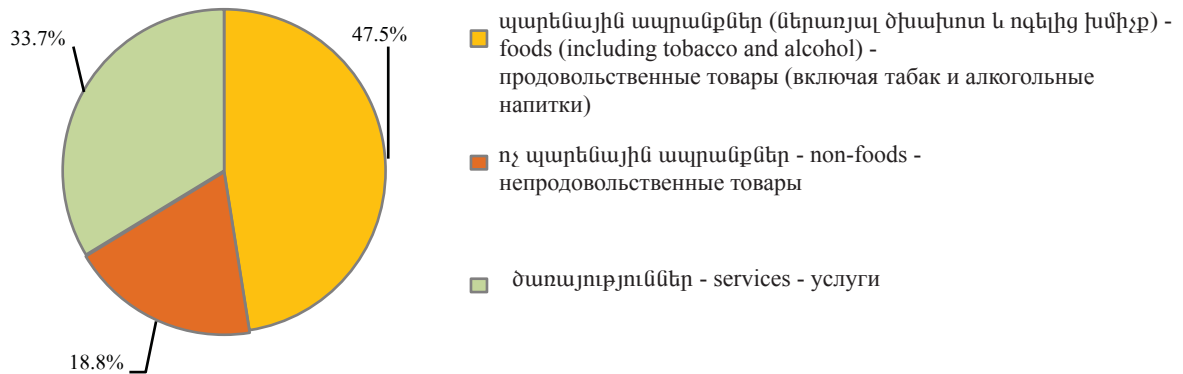 33.7%
47.5%
18.8%
պարենային ապրանքներ (ներառյալ ծխախոտ և ոգելից խմիչք) -
foods (including tobacco and alcohol) -
продовольственные товары (включая табак и алкогольные
напитки)
ոչ պարենային ապրանքներ - non-foods -
непродовольственные товары
ծառայություններ - services - услуги